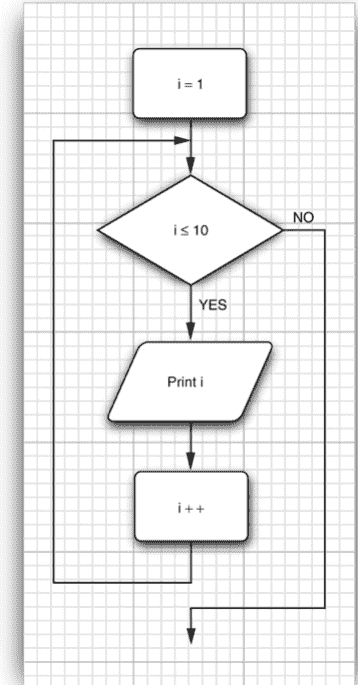 i = 1
i ≤ 10
NO
YES
Print i
i + +